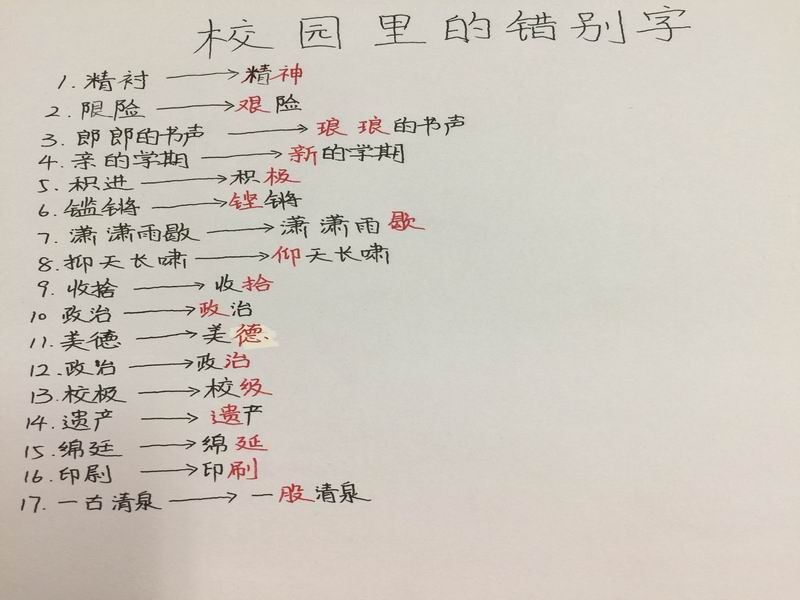 校园里的错别字
1. 精衬 → 精神
2. 限险 → 艰险
3. 郎郎的书声 → 琅琅的书声
4. 亲的学期 → 新的学期
5. 积进 → 积极
6. 锵 → 铿锵
7. 潇潇雨歇 → 潇潇雨歇
8. 抑天长啸 → 仰天长啸
9. 收捨 → 收拾
10 政治 → 政治
11. 美德 → 美德
12. 政治 → 政治
13. 校极 → 校级
14. 遗产 → 遗产
15. 绵廷 → 绵延
16. 印刷 → 印刷
17. 一古清泉 → 一股清泉